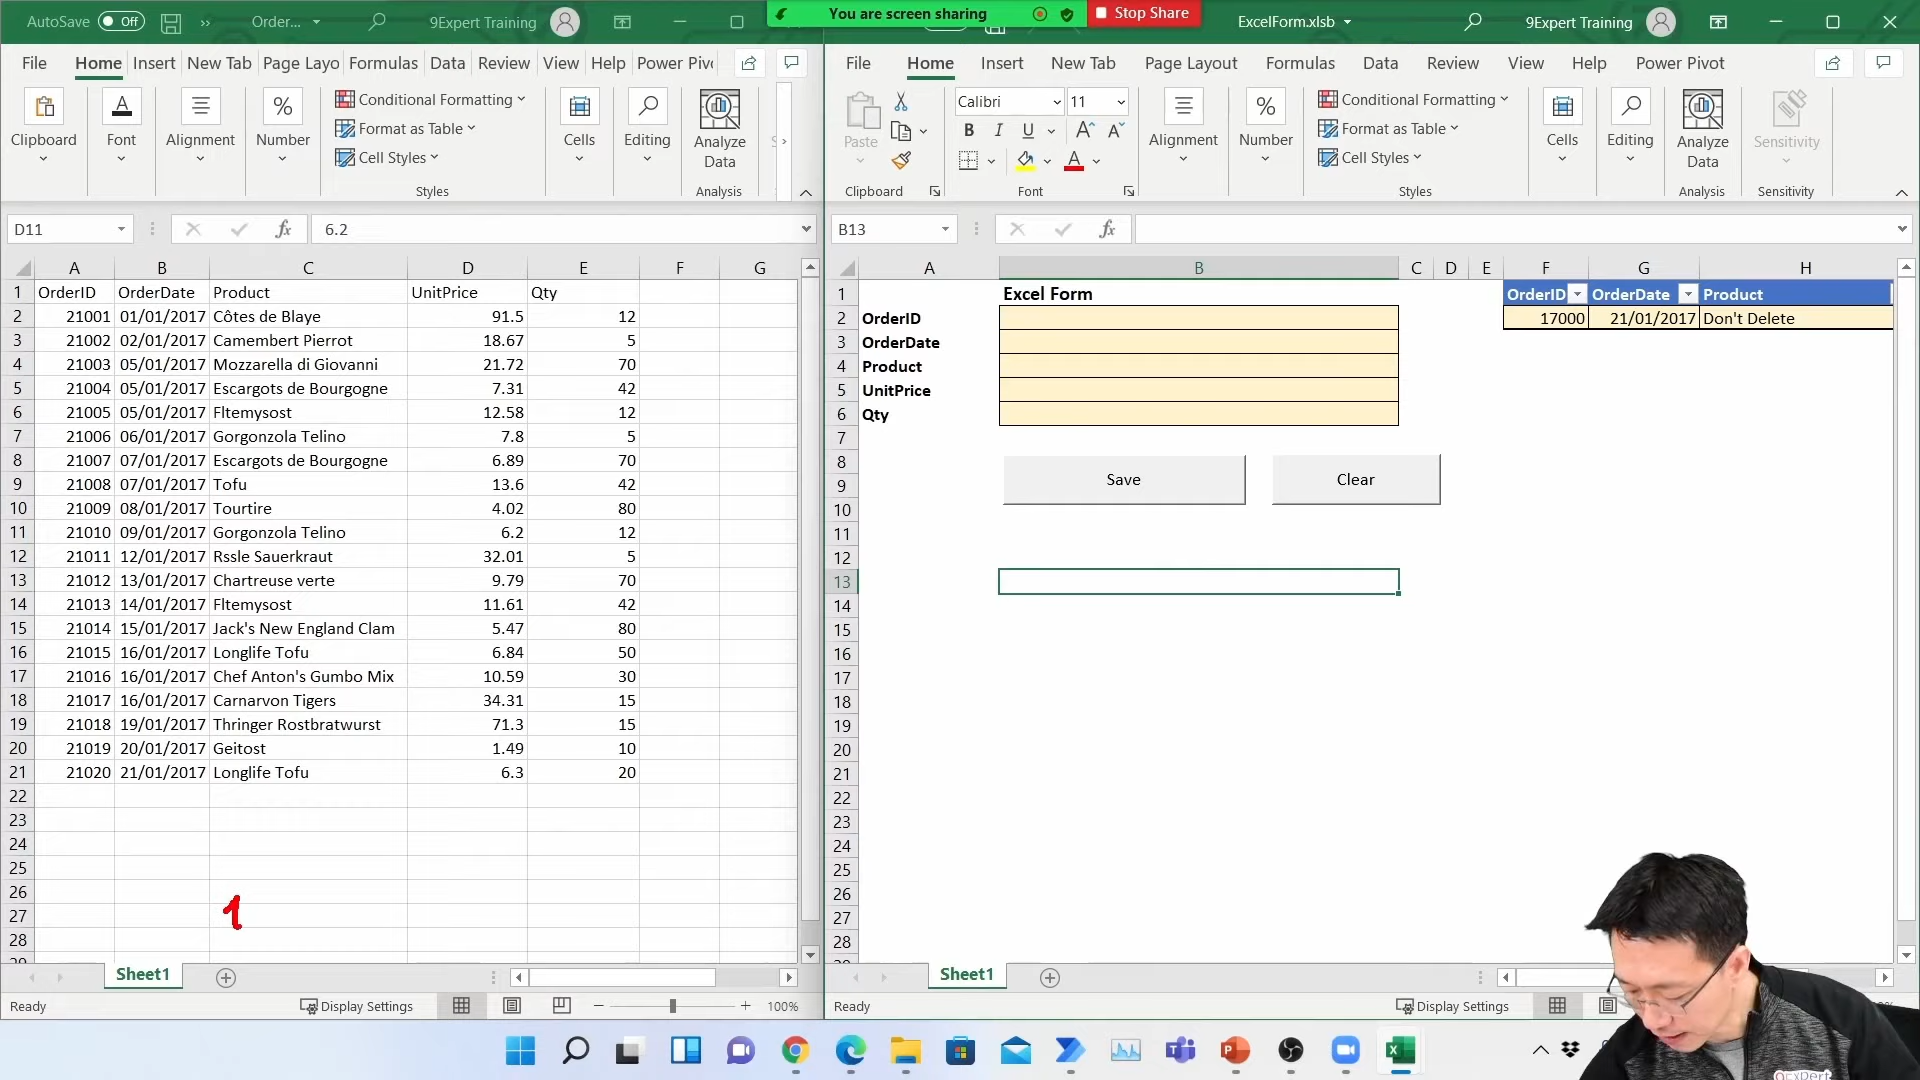 AutoSave Off Order... 9Expert Training
You are screen sharing Stop Share
ExcelForm.xlsb 9Expert Training
File Home Insert New Tab Page Layo Formulas Data Review View Help Power Piv
File Home Insert New Tab Page Layout Formulas Data Review View Help Power Pivot
Clipboard Font Alignment Number
Conditional Formatting
Format as Table
Cell Styles
Styles
Cells Editing
Analyze Data
Analysis
Paste
Clipboard
Calibri 11
B I U A A
A
Font
Alignment Number
Conditional Formatting
Format as Table
Cell Styles
Styles
Cells Editing
Analyze Data
Analysis
Sensitivity
Sensitivity
D11 fx 6.2
B13 fx
A B C D E F G
1 OrderID OrderDate Product UnitPrice Qty
2 21001 01/01/2017 Côtes de Blaye 91.5 12
3 21002 02/01/2017 Camembert Pierrot 18.67 5
4 21003 05/01/2017 Mozzarella di Giovanni 21.72 70
5 21004 05/01/2017 Escargots de Bourgogne 7.31 42
6 21005 05/01/2017 Fltemysost 12.58 12
7 21006 06/01/2017 Gorgonzola Telino 7.8 5
8 21007 07/01/2017 Escargots de Bourgogne 6.89 70
9 21008 07/01/2017 Tofu 13.6 42
10 21009 08/01/2017 Tourtire 4.02 80
11 21010 09/01/2017 Gorgonzola Telino 6.2 12
12 21011 12/01/2017 Rssle Sauerkraut 32.01 5
13 21012 13/01/2017 Chartreuse verte 9.79 70
14 21013 14/01/2017 Fltemysost 11.61 42
15 21014 15/01/2017 Jack's New England Clam 5.47 80
16 21015 16/01/2017 Longlife Tofu 6.84 50
17 21016 16/01/2017 Chef Anton's Gumbo Mix 10.59 30
18 21017 16/01/2017 Carnarvon Tigers 34.31 15
19 21018 19/01/2017 Thringer Rostbratwurst 71.3 15
20 21019 20/01/2017 Geitost 1.49 10
21 21020 21/01/2017 Longlife Tofu 6.3 20
22
23
24
25
26
27
28
1
Sheet1
Ready Display Settings 100%
A B C D E F G H
1 Excel Form OrderID OrderDate Product
2 OrderID 17000 21/01/2017 Don't Delete
3 OrderDate
4 Product
5 UnitPrice
6 Qty
7
8
9
10
Save Clear
11
12
13
14
15
16
17
18
19
20
21
22
23
24
25
26
27
28
Sheet1
Ready Display Settings